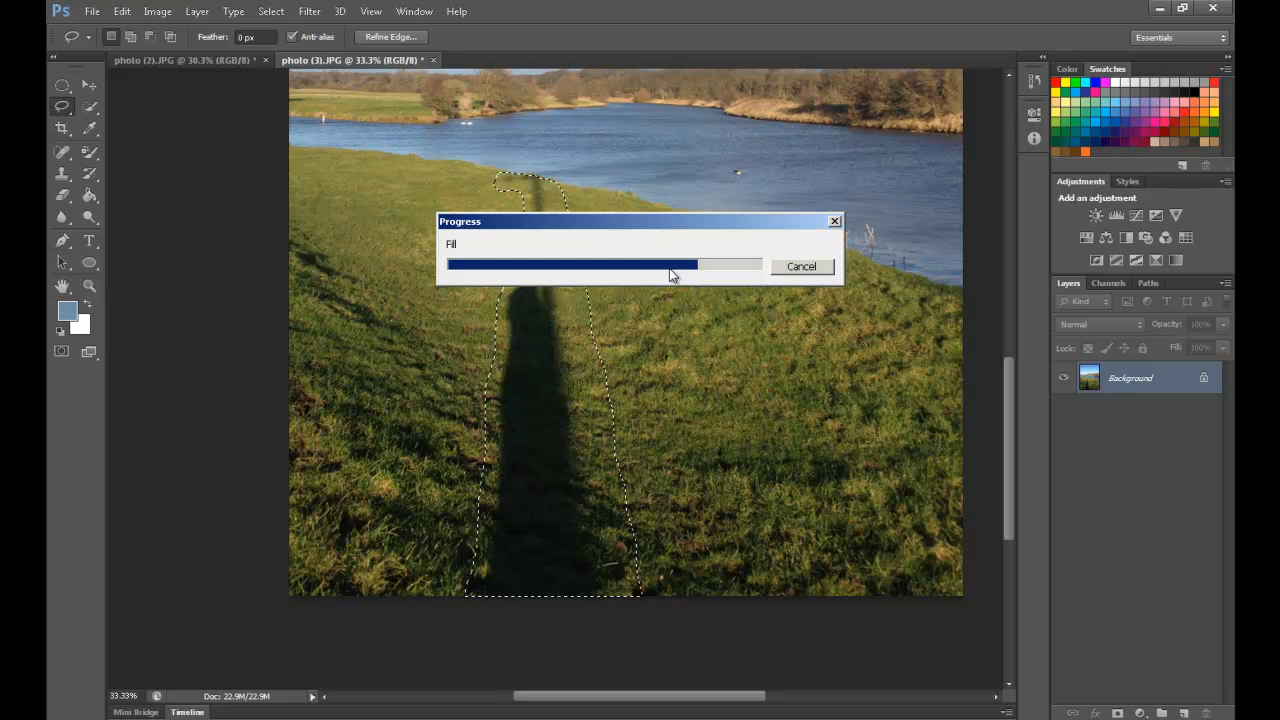 Ps File Edit Image Layer Type Select Filter 3D View Window Help
Feather: 0 px Anti-alias Refine Edge... Essentials
photo (2).JPG @ 30.3% (RGB/8) * × photo (3).JPG @ 33.3% (RGB/8) * ×
Color Swatches
Adjustments Styles
Add an adjustment
Progress
Fill
Cancel
Layers Channels Paths
Kind
Normal Opacity: 100%
Lock: Fill: 100%
Background
33.33% Doc: 22.9M/22.9M
Mini Bridge Timeline